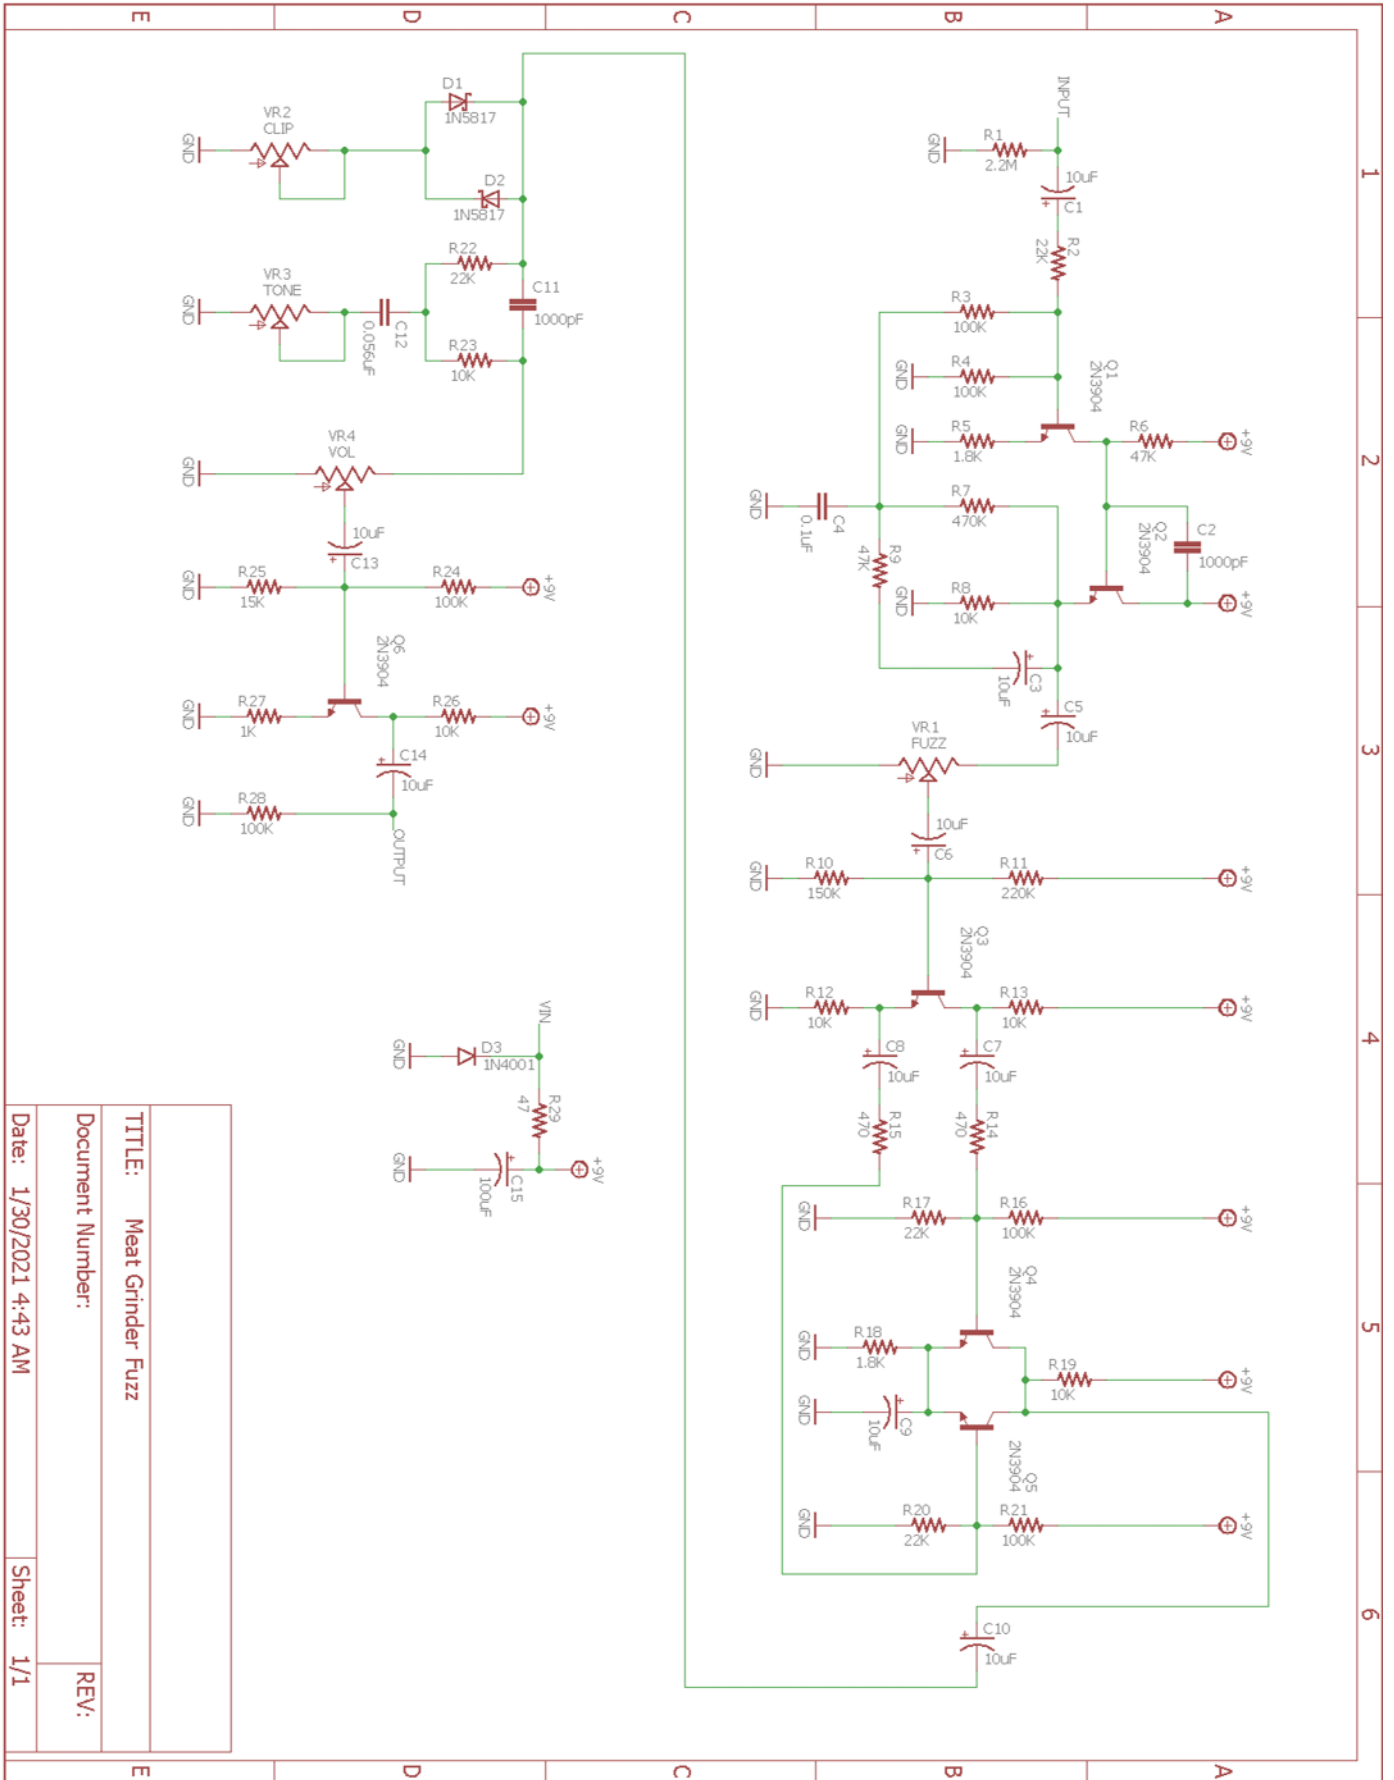 A
B
C
D
E
1
2
3
4
5
6
INPUT
R1
2.2M
GND
10uF
C1
R2
22K
R3
100K
R4
100K
GND
R5
1.8K
GND
Q1
2N3904
R6
47K
+9V
R7
470K
C4
0.1uF
GND
R9
47K
R8
10K
GND
Q2
2N3904
C2
1000pF
+9V
C3
10uF
C5
10uF
VR1
FUZZ
GND
10uF
C6
R10
150K
GND
R11
220K
+9V
Q3
2N3904
R12
10K
GND
R13
10K
+9V
C8
10uF
C7
10uF
R15
470
R14
470
R17
22K
GND
R16
100K
+9V
Q4
2N3904
R18
1.8K
GND
R19
10K
+9V
C9
10uF
GND
Q5
2N3904
R20
22K
GND
R21
100K
+9V
C10
10uF
D1
1N5817
D2
1N5817
VR2
CLIP
GND
R22
22K
C11
1000pF
R23
10K
C12
0.056uF
VR3
TONE
GND
VR4
VOL
GND
10uF
C13
R25
15K
GND
R24
100K
+9V
Q6
2N3904
R27
1K
GND
R26
10K
+9V
C14
10uF
R28
100K
GND
OUTPUT
VIN
D3
1N4001
GND
R29
47
C15
100uF
GND
+9V
TITLE: Meat Grinder Fuzz
Document Number:
REV:
Date: 1/30/2021 4:43 AM
Sheet: 1/1
A
B
C
D
E